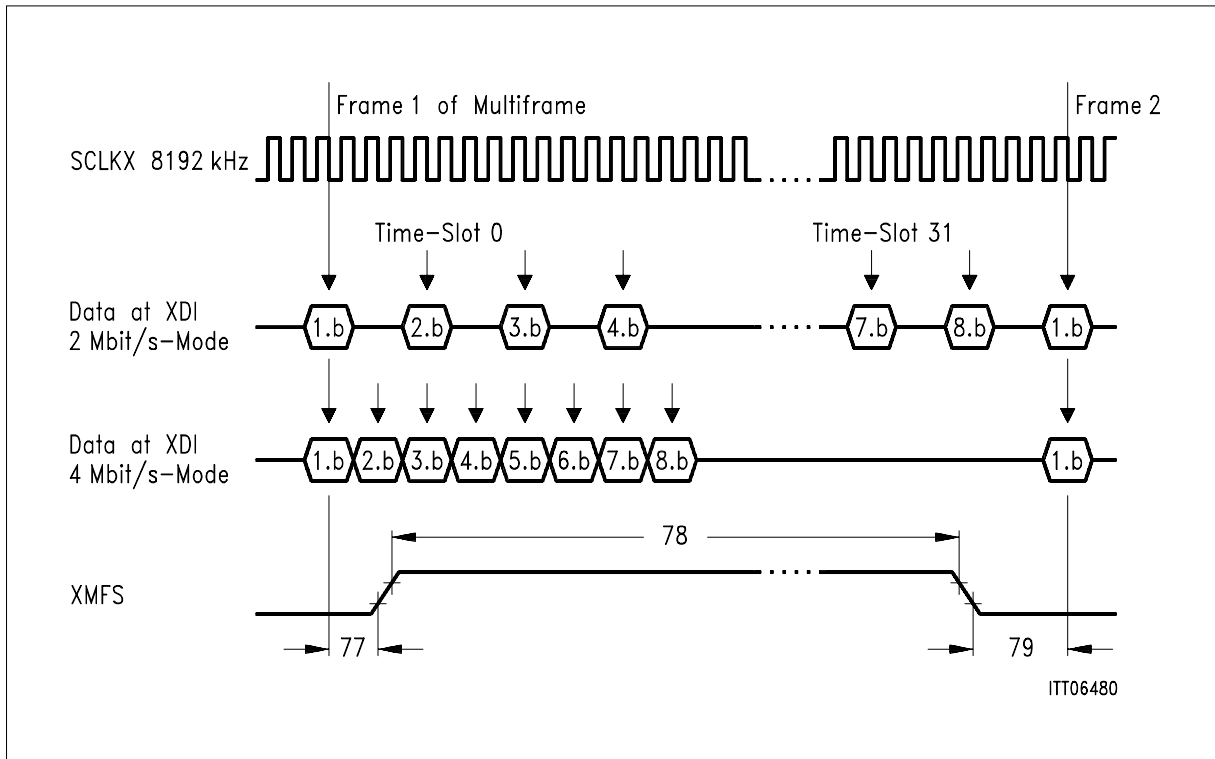 Frame 1 of Multiframe
Frame 2
SCLKX 8192 kHz
Time-Slot 0
Time-Slot 31
Data at XDI
2 Mbit/s-Mode
1.b 2.b 3.b 4.b 7.b 8.b 1.b
Data at XDI
4 Mbit/s-Mode
1.b 2.b 3.b 4.b 5.b 6.b 7.b 8.b 1.b
78
XMFS
77
79
ITT06480